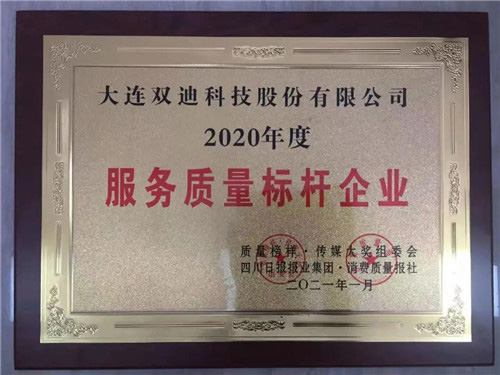 大连双迪科技股份有限公司
2020年度
服务质量标杆企业
质量榜样·传媒大奖组委会
四川日报报业集团·消费质量报社
二〇二一年一月